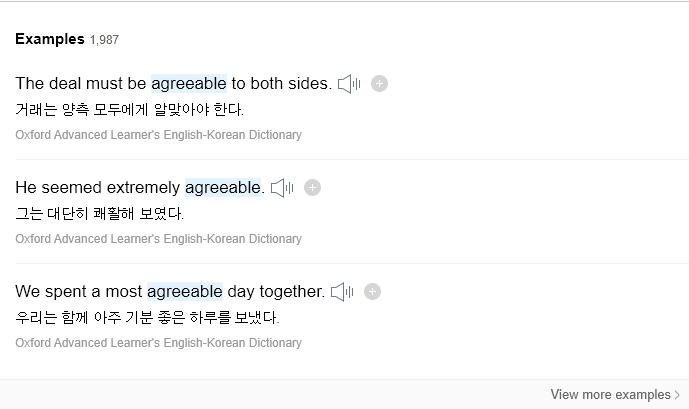 Examples 1,987
The deal must be agreeable to both sides.
거래는 양측 모두에게 알맞아야 한다.
Oxford Advanced Learner's English-Korean Dictionary
He seemed extremely agreeable.
그는 대단히 쾌활해 보였다.
Oxford Advanced Learner's English-Korean Dictionary
We spent a most agreeable day together.
우리는 함께 아주 기분 좋은 하루를 보냈다.
Oxford Advanced Learner's English-Korean Dictionary
View more examples